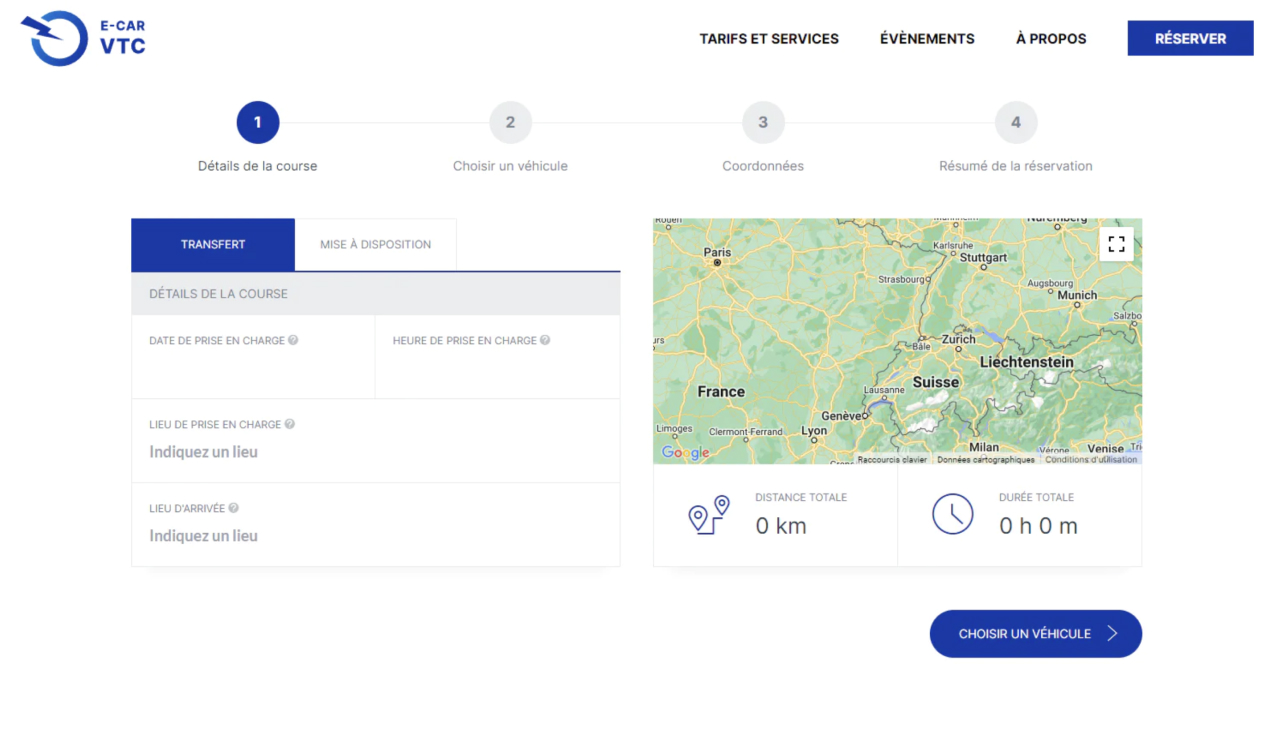 E-CAR
VTC
TARIFS ET SERVICES
ÉVÈNEMENTS
À PROPOS
RÉSERVER
1
2
3
4
Détails de la course
Choisir un véhicule
Coordonnées
Résumé de la réservation
TRANSFERT
MISE À DISPOSITION
DÉTAILS DE LA COURSE
DATE DE PRISE EN CHARGE
HEURE DE PRISE EN CHARGE
LIEU DE PRISE EN CHARGE
Indiquez un lieu
LIEU D'ARRIVÉE
Indiquez un lieu
Rouen
Paris
Karlsruhe
Stuttgart
Strasbourg
Augsbourg
Munich
Salzbo
urs
Bâle
Zurich
Liechtenstein
France
Lausanne
Suisse
Genève
Limoges
Clermont-Ferrand
Lyon
Milan
Vérone
Venise
Google
Raccourcis clavier
Données cartographiques
Conditions d'utilisation
DISTANCE TOTALE
0 km
DURÉE TOTALE
0 h 0 m
CHOISIR UN VÉHICULE